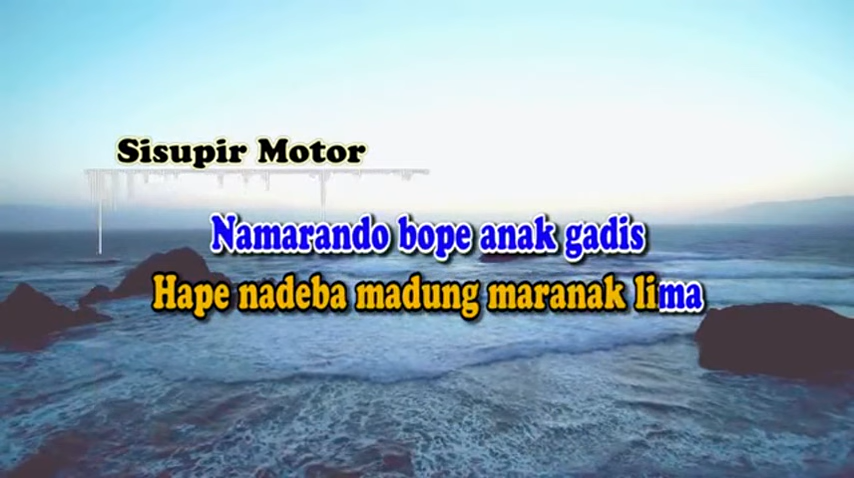 Sisupir Motor
Namarando bope anak gadis
Hape nadeba madung maranak lima